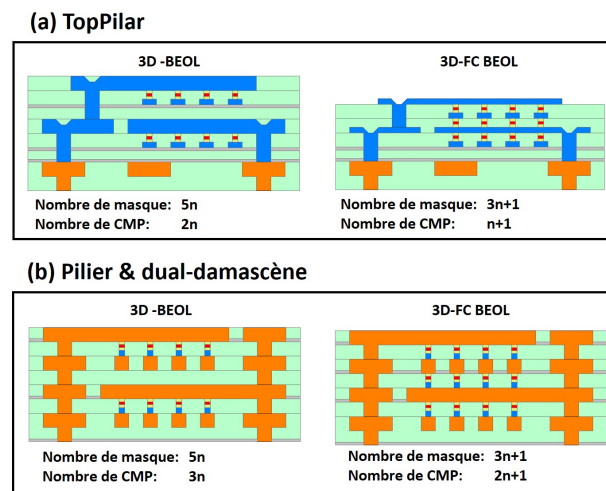 (a) TopPilar
3D -BEOL
3D-FC BEOL
Nombre de masque: 5n
Nombre de CMP: 2n
Nombre de masque: 3n+1
Nombre de CMP: n+1
(b) Pilier & dual-damascène
3D -BEOL
3D-FC BEOL
Nombre de masque: 5n
Nombre de CMP: 3n
Nombre de masque: 3n+1
Nombre de CMP: 2n+1